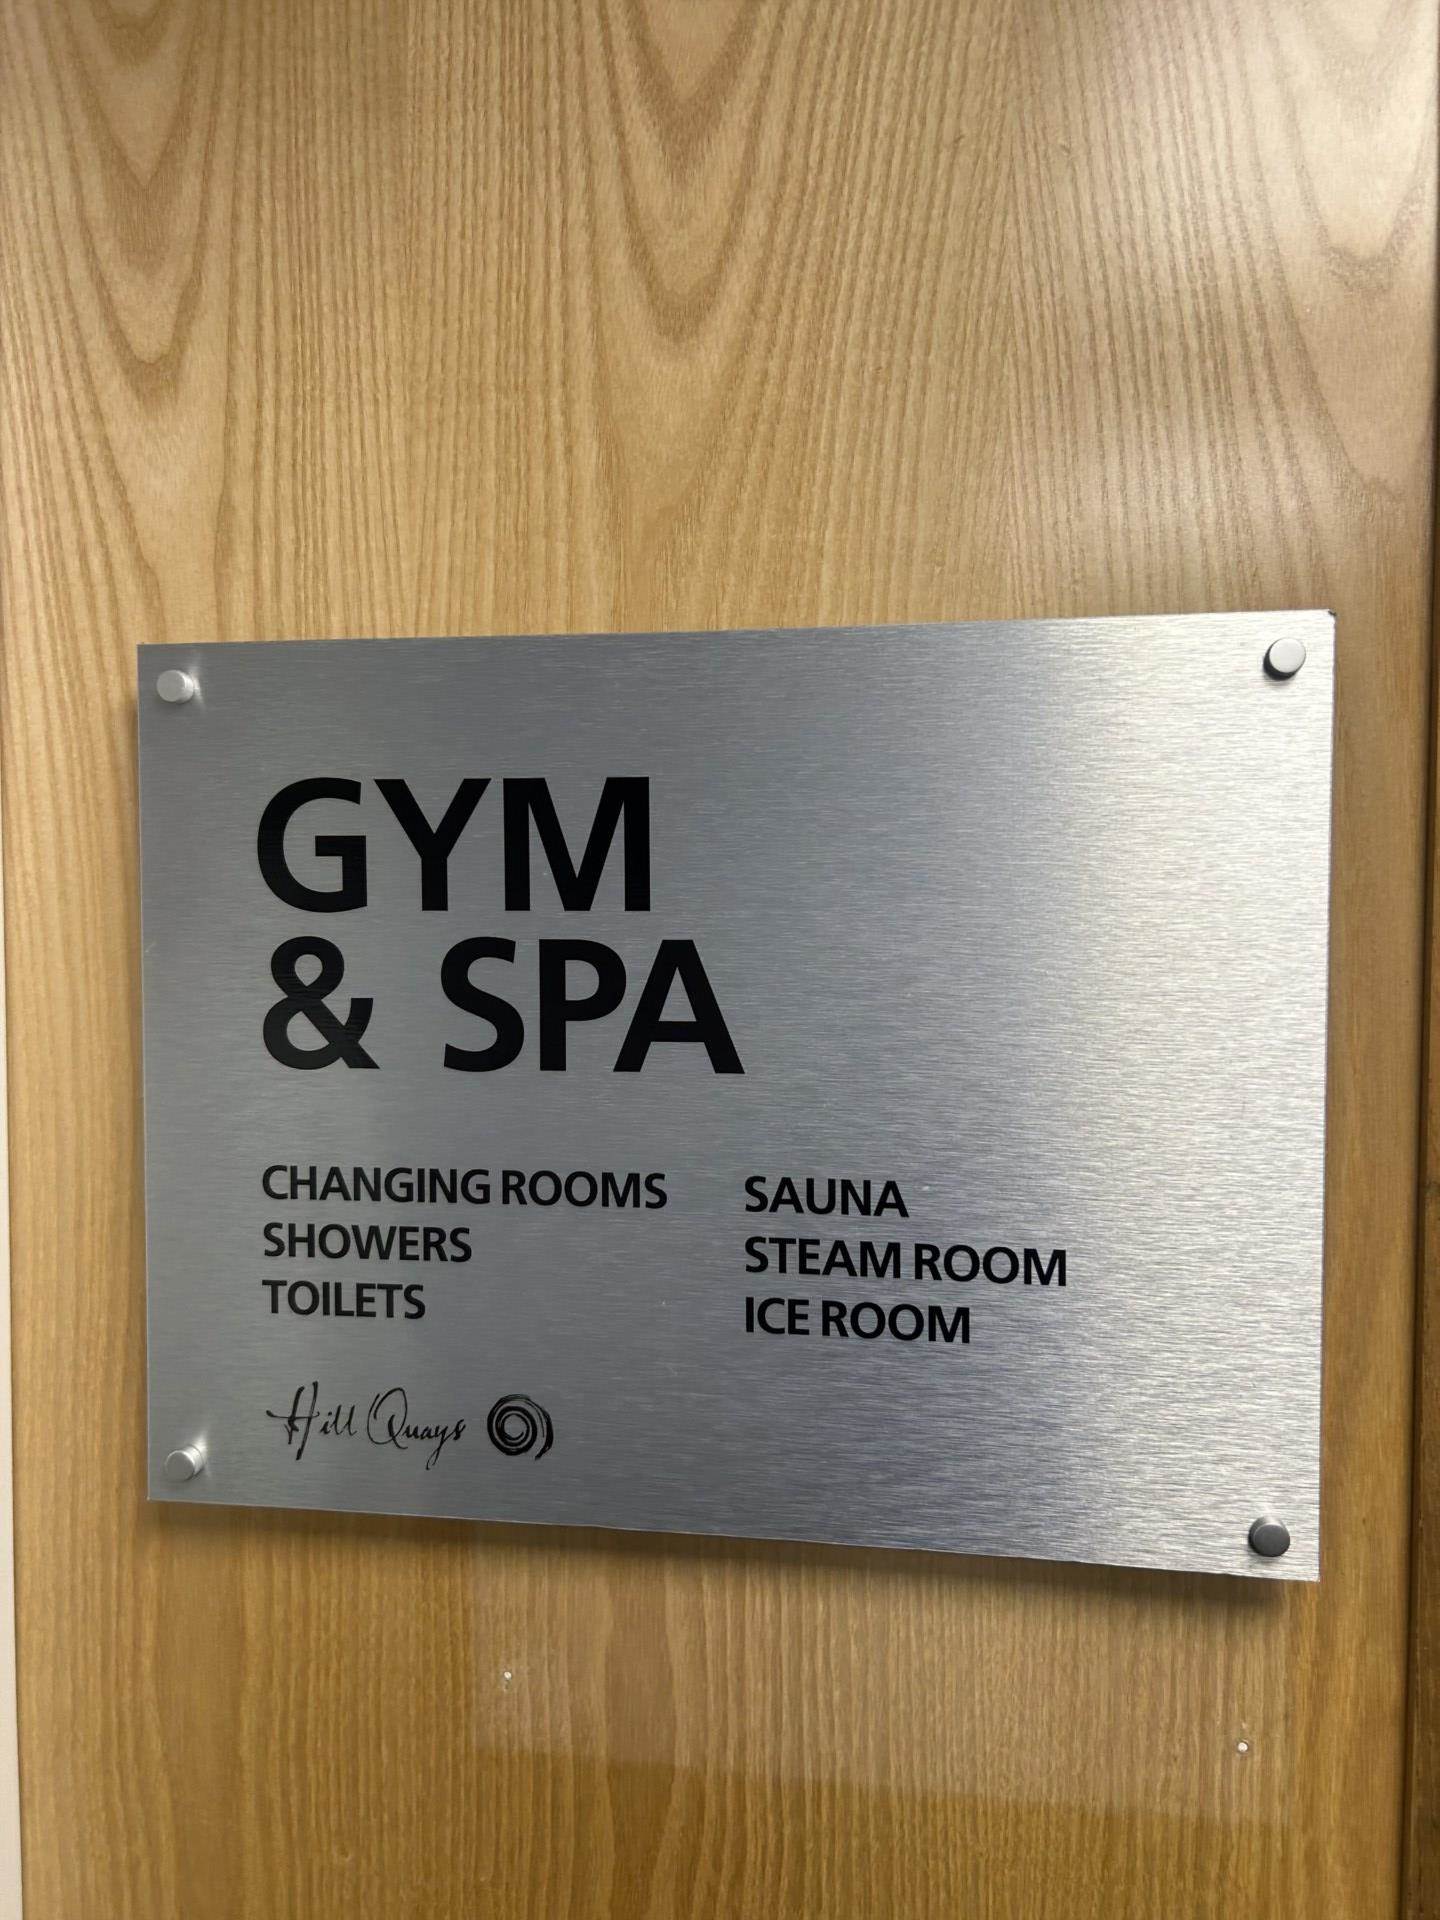 GYM
& SPA
CHANGING ROOMS
SHOWERS
TOILETS
SAUNA
STEAM ROOM
ICE ROOM
Hill Quays